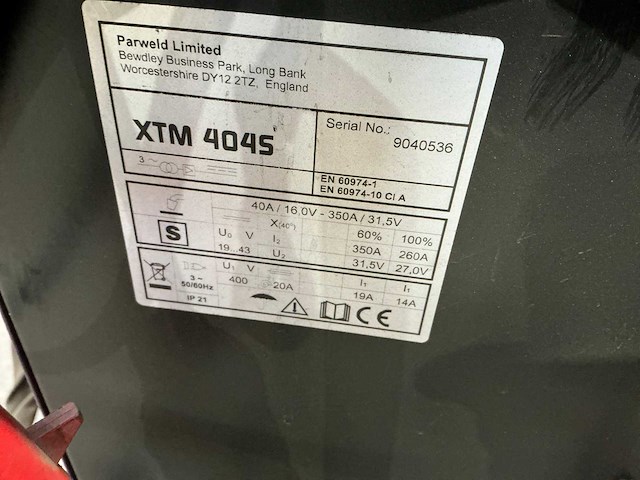 Parweld Limited
Bewdley Business Park, Long Bank
Worcestershire DY12 2TZ, England
XTM 404S
Serial No.:
9040536
3 ~
EN 60974-1
EN 60974-10 Cl A
40A / 16,0V - 350A / 31,5V
X(40°) 60% 100%
S
U₀ V I₂ 350A 260A
19...43 U₂ 31,5V 27,0V
3 ~
50/60Hz
U₁ V I₁ I₁
400 20A 19A 14A
IP 21
CE